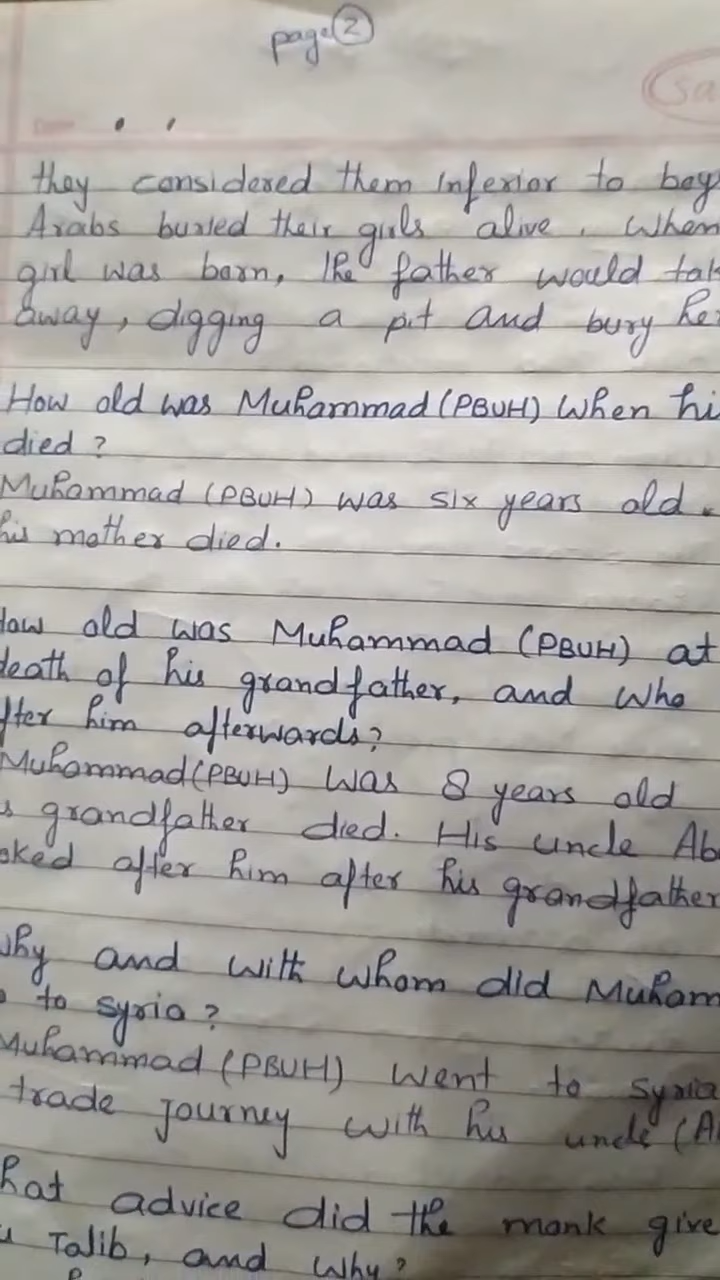 page 2
they considered them inferior to boy
Arabs buried their girls alive. When
girl was born, the father would tak
away, digging a pit and bury her
How old was Muhammad (PBUH) when hi
died?
Muhammad (PBUH) was six years old
his mother died.
How old was Muhammad (PBUH) at
death of his grandfather, and who
fter him afterwards?
Muhammad (PBUH) was 8 years old
s grandfather died. His uncle Ab
oked after him after his grandfather
why and with whom did Muham
o to Syria?
Muhammad (PBUH) went to Syria
trade journey with his uncle (A
hat advice did the monk give
u Talib, and why?